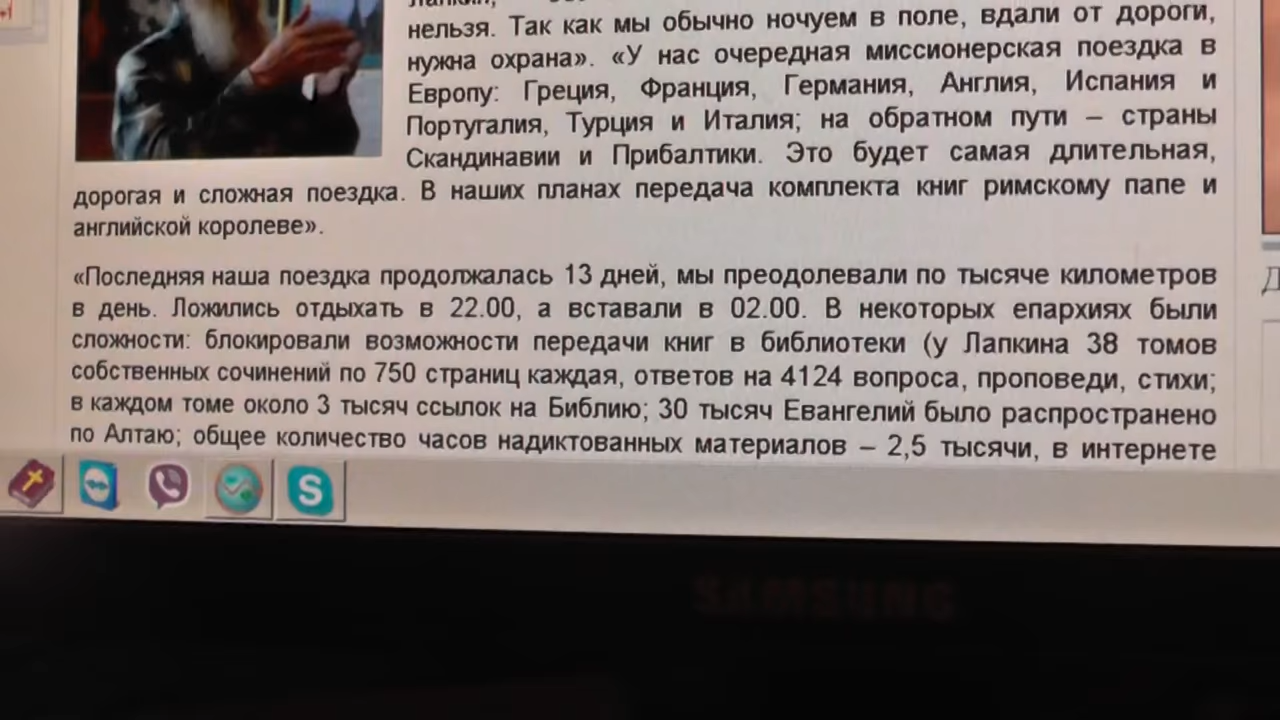 нельзя. Так как мы обычно ночуем в поле, вдали от дороги,
нужна охрана». «У нас очередная миссионерская поездка в
Европу: Греция, Франция, Германия, Англия, Испания и
Португалия, Турция и Италия; на обратном пути – страны
Скандинавии и Прибалтики. Это будет самая длительная,
дорогая и сложная поездка. В наших планах передача комплекта книг римскому папе и
английской королеве».
«Последняя наша поездка продолжалась 13 дней, мы преодолевали по тысяче километров
в день. Ложились отдыхать в 22.00, а вставали в 02.00. В некоторых епархиях были
сложности: блокировали возможности передачи книг в библиотеки (у Лапкина 38 томов
собственных сочинений по 750 страниц каждая, ответов на 4124 вопроса, проповеди, стихи;
в каждом томе около 3 тысяч ссылок на Библию; 30 тысяч Евангелий было распространено
по Алтаю; общее количество часов надиктованных материалов – 2,5 тысячи, в интернете
S
SAMSUNG